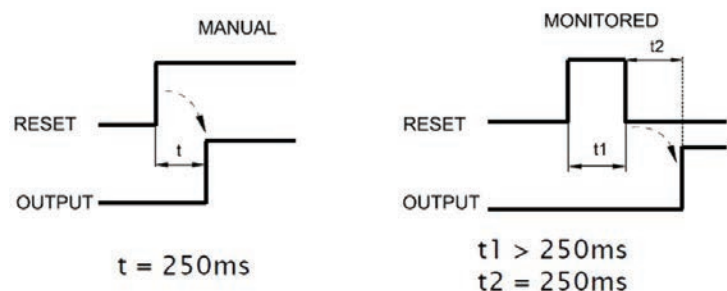 MANUAL
RESET
t
OUTPUT
t = 250ms
MONITORED
t2
RESET
t1
OUTPUT
t1 > 250ms
t2 = 250ms